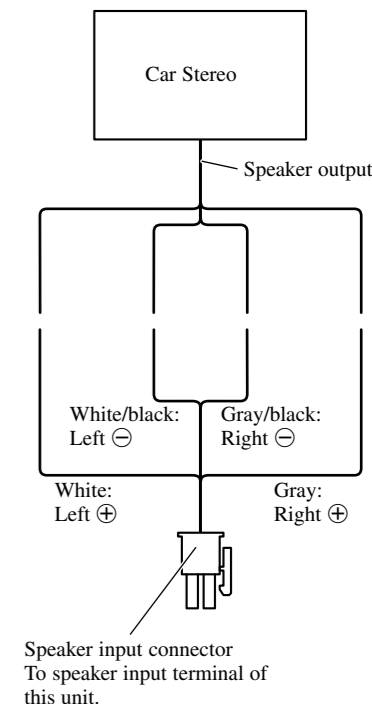 Car Stereo
Speaker output
White/black:
Left ⊖
Gray/black:
Right ⊖
White:
Left ⊕
Gray:
Right ⊕
Speaker input connector
To speaker input terminal of
this unit.